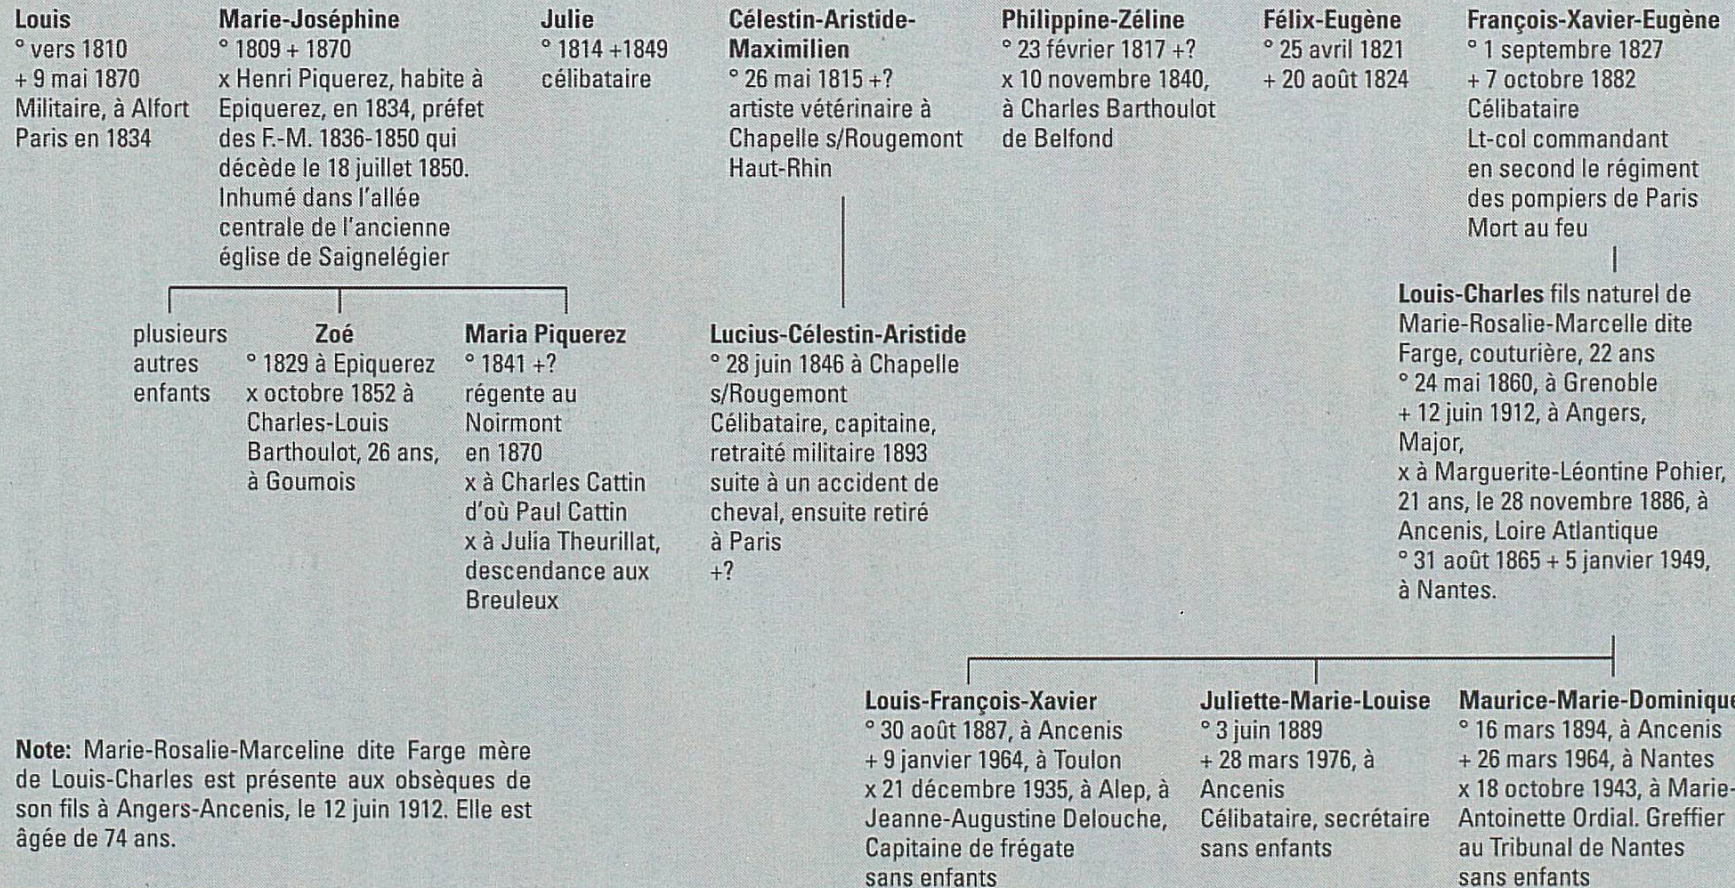 Louis
° vers 1810
+ 9 mai 1870
Militaire, à Alfort
Paris en 1834
Marie-Joséphine
° 1809 + 1870
x Henri Piquerez, habite à
Epiquerez, en 1834, préfet
des F.-M. 1836-1850 qui
décède le 18 juillet 1850.
Inhumé dans l'allée
centrale de l'ancienne
église de Saignelégier
Julie
° 1814 +1849
célibataire
Célestin-Aristide-
Maximilien
° 26 mai 1815 +?
artiste vétérinaire à
Chapelle s/Rougemont
Haut-Rhin
Philippine-Zéline
° 23 février 1817 +?
x 10 novembre 1840,
à Charles Barthoulot
de Belfond
Félix-Eugène
° 25 avril 1821
+ 20 août 1824
François-Xavier-Eugène
° 1 septembre 1827
+ 7 octobre 1882
Célibataire
Lt-col commandant
en second le régiment
des pompiers de Paris
Mort au feu
plusieurs
autres
enfants
Zoé
° 1829 à Epiquerez
x octobre 1852 à
Charles-Louis
Barthoulot, 26 ans,
à Goumois
Maria Piquerez
° 1841 +?
régente au
Noirmont
en 1870
x à Charles Cattin
d'où Paul Cattin
x à Julia Theurillat,
descendance aux
Breuleux
Lucius-Célestin-Aristide
° 28 juin 1846 à Chapelle
s/Rougemont
Célibataire, capitaine,
retraité militaire 1893
suite à un accident de
cheval, ensuite retiré
à Paris
+?
Louis-Charles fils naturel de
Marie-Rosalie-Marcelle dite
Farge, couturière, 22 ans
° 24 mai 1860, à Grenoble
+ 12 juin 1912, à Angers,
Major,
x à Marguerite-Léontine Pohier,
21 ans, le 28 novembre 1886, à
Ancenis, Loire Atlantique
° 31 août 1865 + 5 janvier 1949,
à Nantes.
Louis-François-Xavier
° 30 août 1887, à Ancenis
+ 9 janvier 1964, à Toulon
x 21 décembre 1935, à Alep, à
Jeanne-Augustine Delouche,
Capitaine de frégate
sans enfants
Juliette-Marie-Louise
° 3 juin 1889
+ 28 mars 1976, à
Ancenis
Célibataire, secrétaire
sans enfants
Maurice-Marie-Dominique
° 16 mars 1894, à Ancenis
+ 26 mars 1964, à Nantes
x 18 octobre 1943, à Marie-
Antoinette Ordial. Greffier
au Tribunal de Nantes
sans enfants
Note: Marie-Rosalie-Marceline dite Farge mère
de Louis-Charles est présente aux obsèques de
son fils à Angers-Ancenis, le 12 juin 1912. Elle est
âgée de 74 ans.